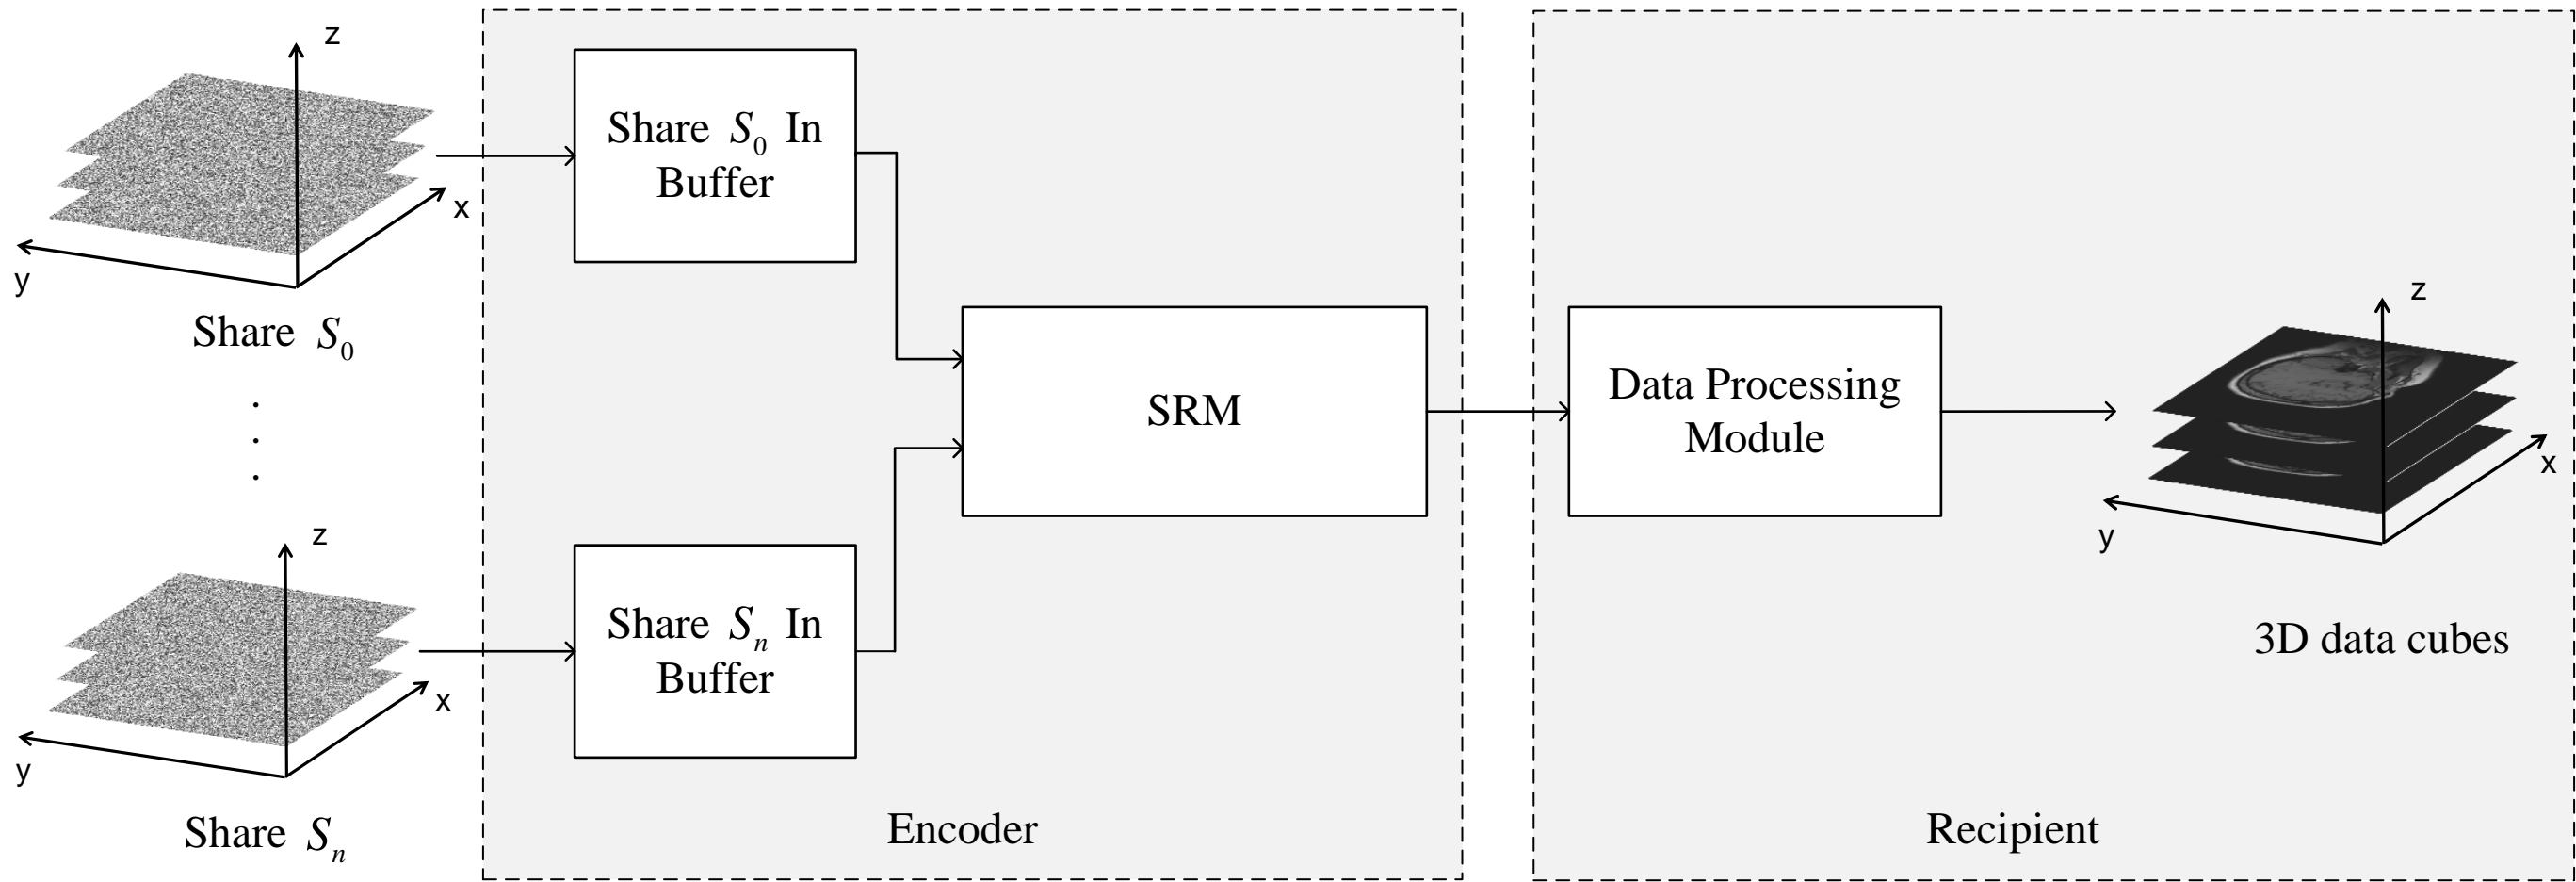 z
x
y
Share S₀
.
.
.
z
x
y
Share Sₙ
Share S₀ In
Buffer
Share Sₙ In
Buffer
SRM
Encoder
Data Processing
Module
z
x
y
3D data cubes
Recipient